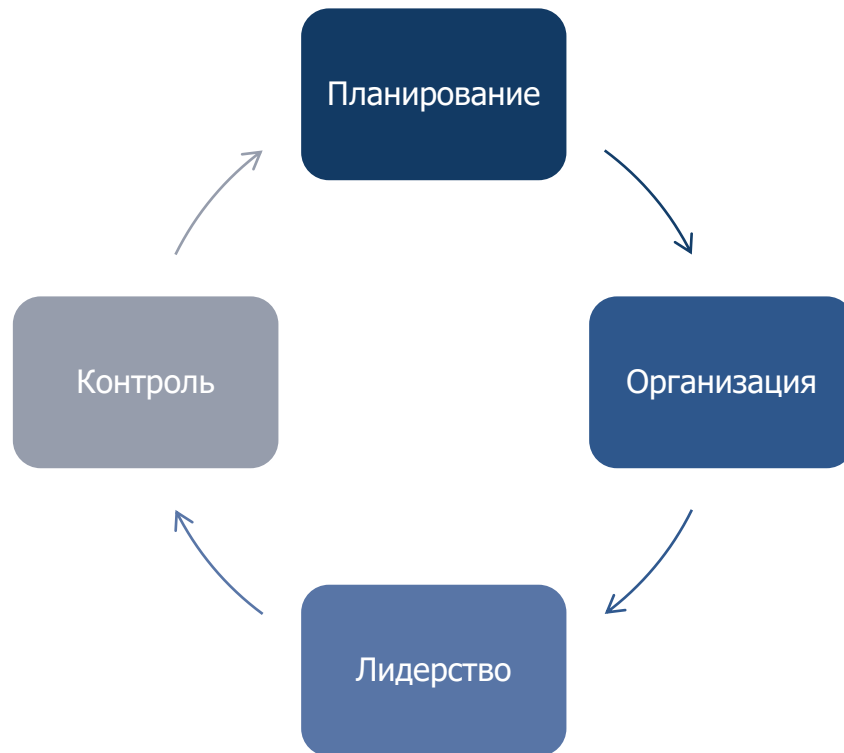 Планирование
Организация
Лидерство
Контроль